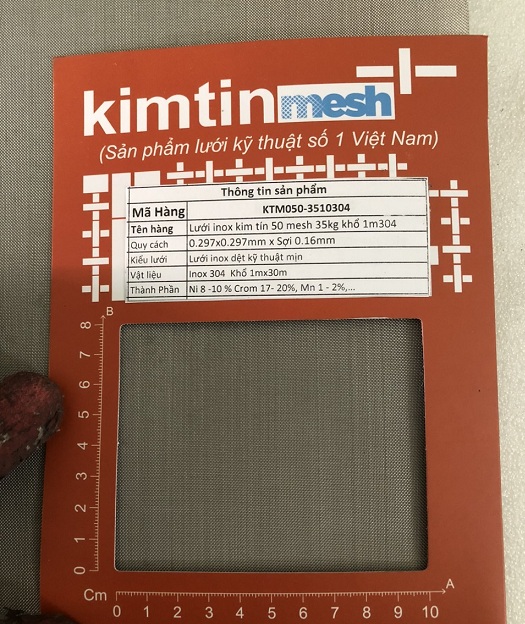 kimtin mesh
(Sản phẩm lưới kỹ thuật số 1 Việt Nam)
Thông tin sản phẩm
Mã Hàng KTM050-3510304
Tên hàng Lưới inox kim tín 50 mesh 35kg khổ 1m304
Quy cách 0.297x0.297mm x Sợi 0.16mm
Kiểu lưới Lưới inox dệt kỹ thuật mịn
Vật liệu Inox 304 Khổ 1mx30m
Thành Phần Ni 8 -10 % Crom 17- 20%, Mn 1 - 2%,...
B
8
7
6
5
4
3
2
1
0
Cm 0 1 2 3 4 5 6 7 8 9 10 A